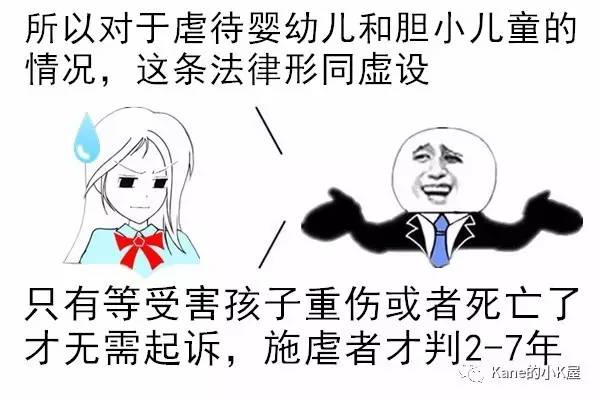 所以对于虐待婴幼儿和胆小儿童的
情况，这条法律形同虚设
只有等受害孩子重伤或者死亡了
才无需起诉，施虐者才判2-7年
Kane的小K屋